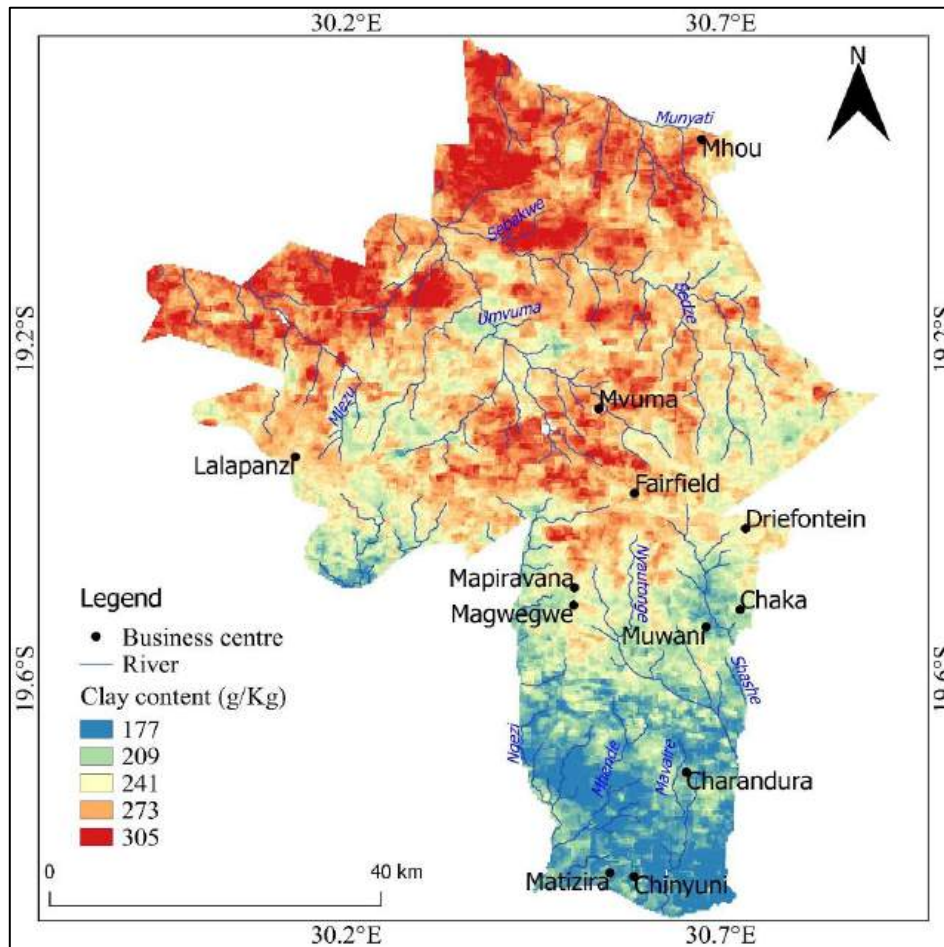 30.2°E
30.7°E
N
Munyati
Mhou
Sebakwe
19.2°S
19.2°S
Umvuma
Sedze
Mlezu
Mvuma
Lalapanzi
Fairfield
Driefontein
Mapiravana
Nyautonge
Magwegwe
Chaka
Muwani
Legend
Business centre
River
Clay content (g/Kg)
177
209
241
273
305
19.6°S
19.6°S
Shashe
Ngezi
Mbende
Mavaire
Charandura
0
40 km
Matizira
Chinyuni
30.2°E
30.7°E